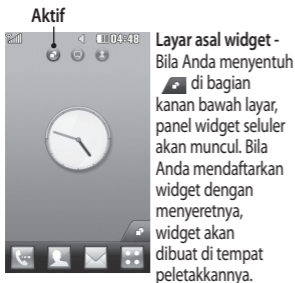 Aktif
04:48
Layar asal widget -
Bila Anda menyentuh
di bagian
kanan bawah layar,
panel widget seluler
akan muncul. Bila
Anda mendaftarkan
widget dengan
menyeretnya,
widget akan
dibuat di tempat
peletakkannya.